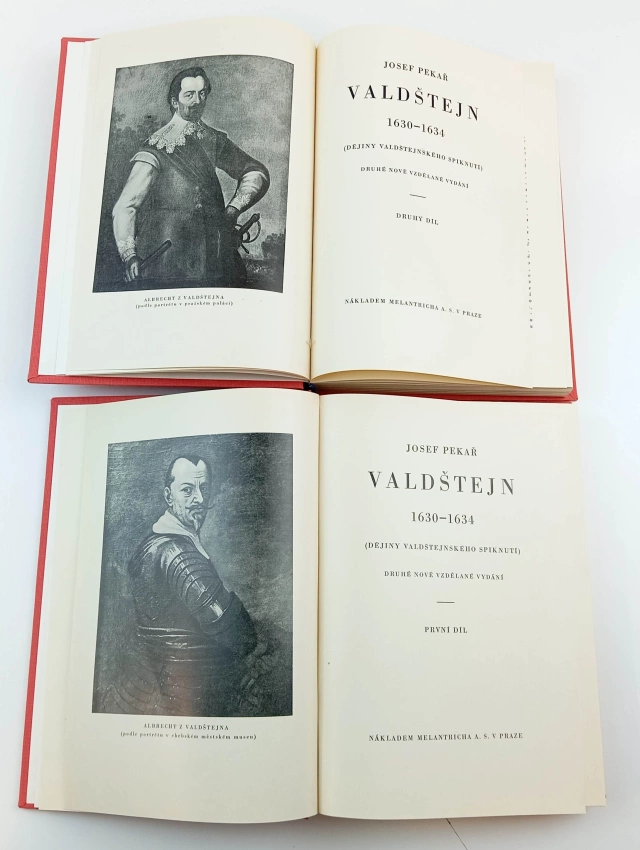 JOSEF PEKAŘ
VALDŠTEJN
1630–1634
(DĚJINY VALDŠTEJNSKÉHO SPIKNUTÍ)
DRUHÉ NOVĚ VZDĚLANÉ VYDÁNÍ
DRUHÝ DÍL
NÁKLADEM MELANTRICHA A. S. V PRAZE
ALBRECHT Z VALDŠTEJNA
(podle portrétu v pražském paláci)
JOSEF PEKAŘ
VALDŠTEJN
1630–1634
(DĚJINY VALDŠTEJNSKÉHO SPIKNUTÍ)
DRUHÉ NOVĚ VZDĚLANÉ VYDÁNÍ
PRVNÍ DÍL
NÁKLADEM MELANTRICHA A. S. V PRAZE
ALBRECHT Z VALDŠTEJNA
(podle portrétu v chebském městském museu)